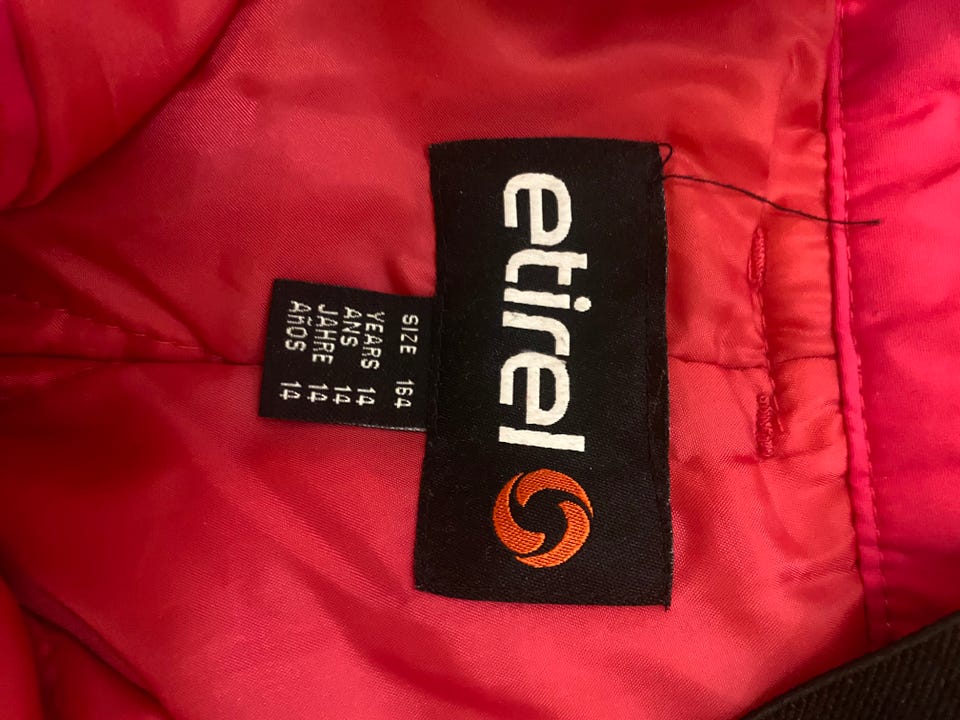 etirel
SIZE 164
YEARS 14
ANS 14
JAHRE 14
AÑOS 14